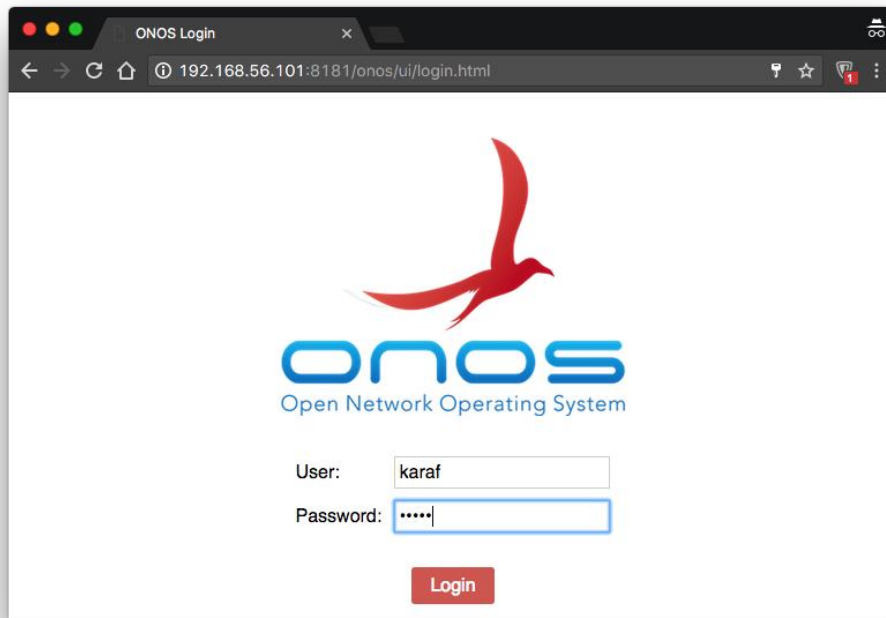 ONOS Login
192.168.56.101:8181/onos/ui/login.html
1
onos
Open Network Operating System
User: karaf
Password: •••••
Login